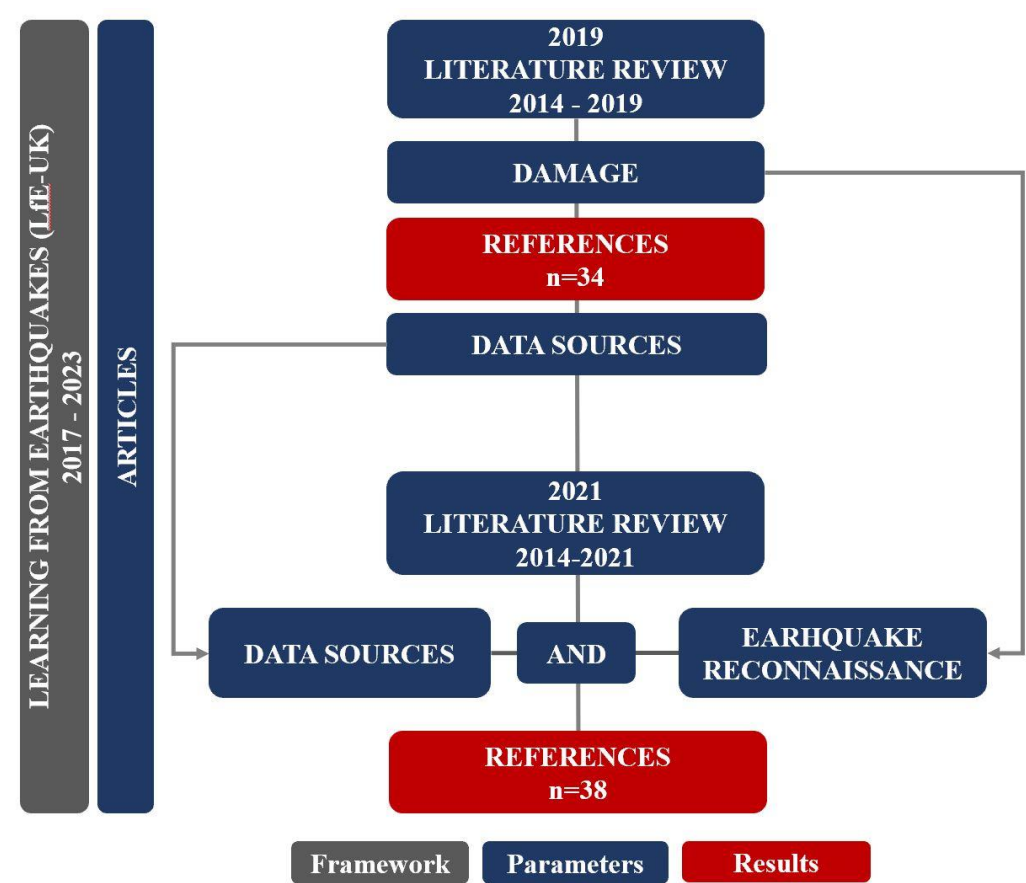 LEARNING FROM EARTHQUAKES (LfE-UK)
2017 - 2023
ARTICLES
2019
LITERATURE REVIEW
2014 - 2019
DAMAGE
REFERENCES
n=34
DATA SOURCES
2021
LITERATURE REVIEW
2014-2021
DATA SOURCES
AND
EARHQUAKE
RECONNAISSANCE
REFERENCES
n=38
Framework
Parameters
Results